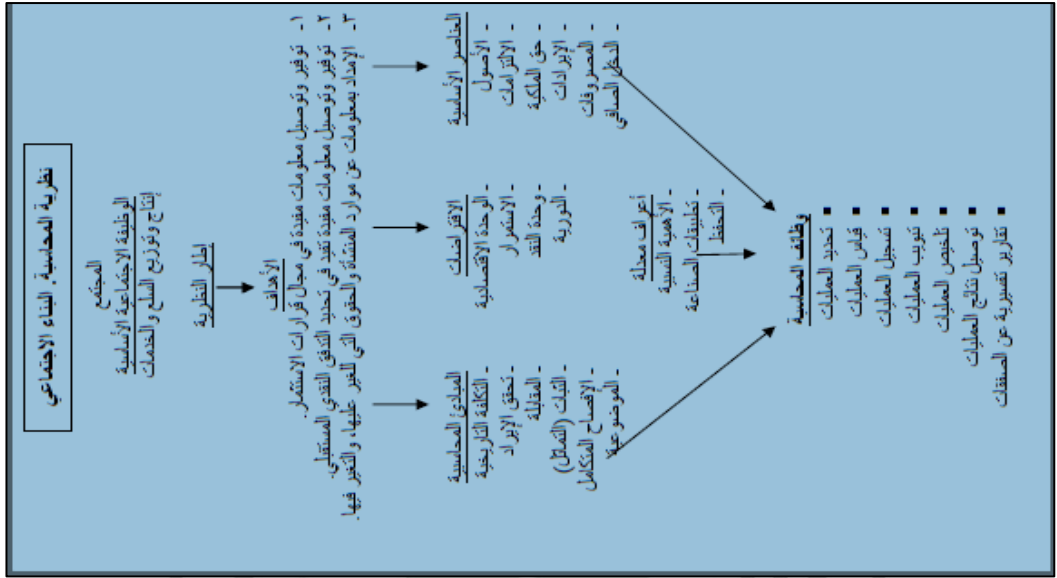 نظرية المحاسبة. البناء الاجتماعي
المجتمع
الوظيفة الاجتماعية الأساسية
إنتاج وتوزيع السلع والخدمات
إطار النظرية
الأهداف
١- توفير وتوصيل معلومات مفيدة في مجال قرارات الاستثمار.
٢- توفير وتوصيل معلومات مفيدة تفيد في تحديد التدفق النقدي المستقبلي.
٣- الإمداد بمعلومات عن موارد المنشأة والحقوق التي للغير عليها، والتغير فيها.
العناصر الأساسية
- الأصول
- الالتزامات
- حق الملكية
- الإيرادات
- المصروفات
- الدخل الصافي
الافتراضات
- الوحدة الاقتصادية
- الاستمرار
- وحدة النقد
- الدورية
المبادئ المحاسبية
- التكلفة التاريخية
- تحقق الإيراد
- المقابلة
- الثبات (التماثل)
- الإفصاح المتكامل
- الموضوعية
أعراف معدلة
- الأهمية النسبية
- تطبيقات الصناعة
- التحفظ
وظائف المحاسبة
▪ تحديد العمليات
▪ قياس العمليات
▪ تسجيل العمليات
▪ تبويب العمليات
▪ تلخيص العمليات
▪ توصيل نتائج العمليات
▪ تقارير تفسيرية عن الصفقات